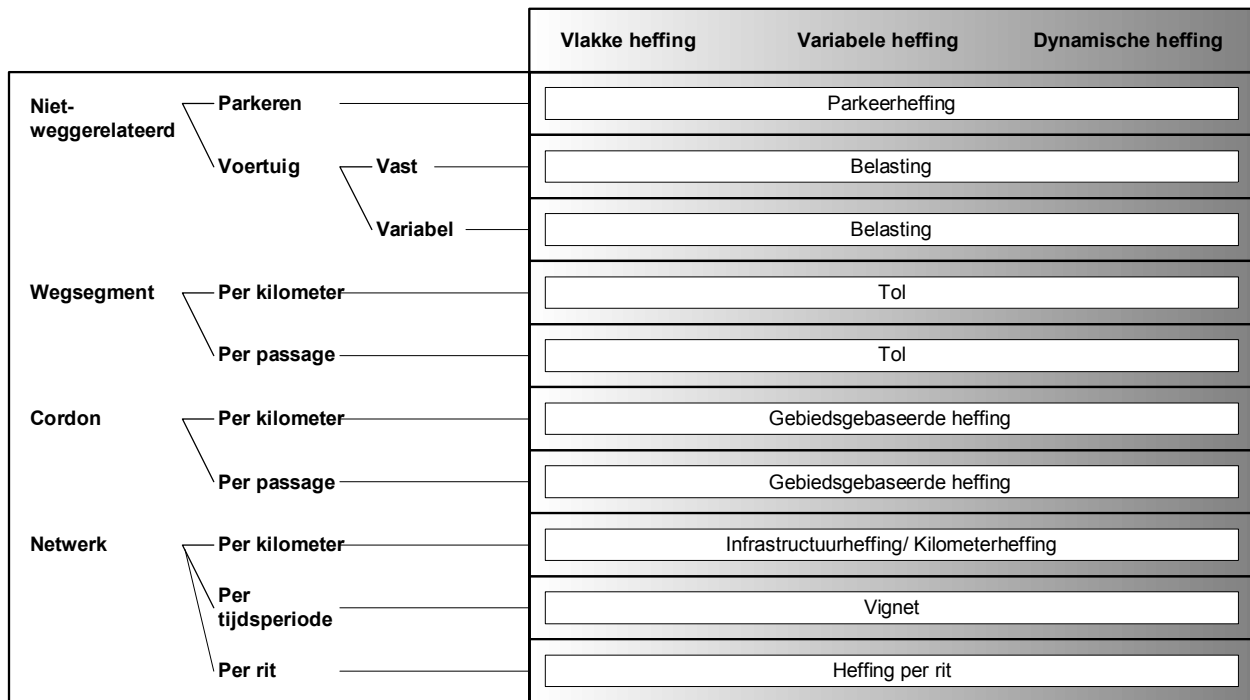 Vlakke heffing Variabele heffing Dynamische heffing
Niet-
weggerelateerd
Parkeren
Parkeerheffing
Voertuig
Vast
Belasting
Variabel
Belasting
Wegsegment
Per kilometer
Tol
Per passage
Tol
Cordon
Per kilometer
Gebiedsgebaseerde heffing
Per passage
Gebiedsgebaseerde heffing
Netwerk
Per kilometer
Infrastructuurheffing/ Kilometerheffing
Per
tijdsperiode
Vignet
Per rit
Heffing per rit